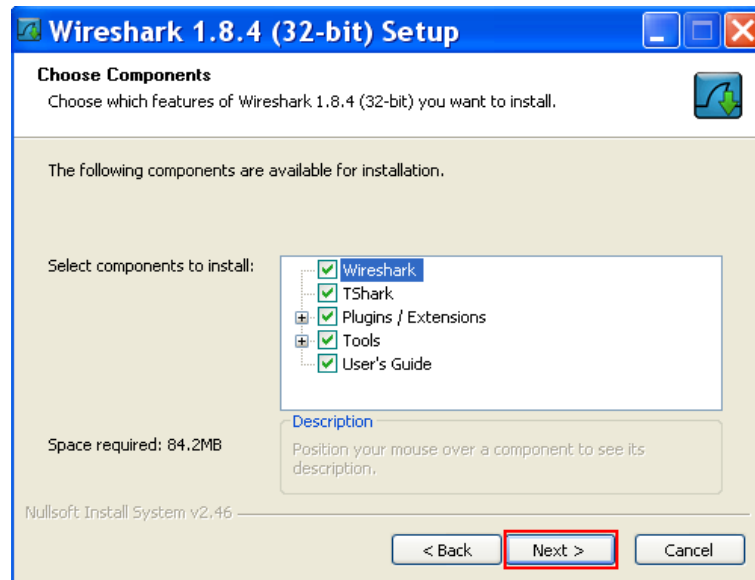 Wireshark 1.8.4 (32-bit) Setup
Choose Components
Choose which features of Wireshark 1.8.4 (32-bit) you want to install.
The following components are available for installation.
Select components to install:
Wireshark
TShark
Plugins / Extensions
Tools
User's Guide
Space required: 84.2MB
Description
Position your mouse over a component to see its
description.
Nullsoft Install System v2.46
< Back
Next >
Cancel